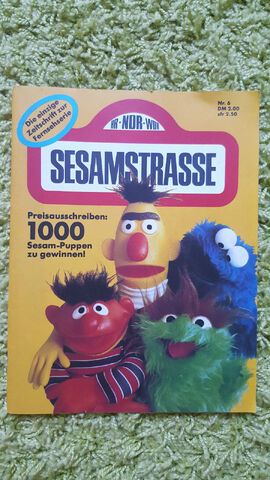 Die einzige
Zeitschrift zur
Fernsehserie
HR-NDR-WDR
Nr. 6
DM 2.00
sfr 2.50
SESAMSTRASSE
Preisausschreiben:
1000
Sesam-Puppen
zu gewinnen!